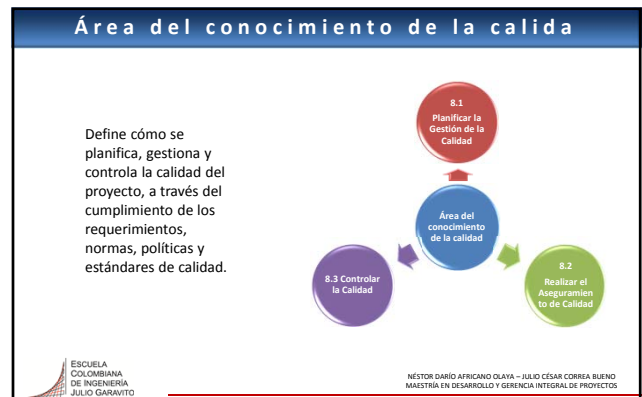 Área del conocimiento de la calida
Define cómo se
planifica, gestiona y
controla la calidad del
proyecto, a través del
cumplimiento de los
requerimientos,
normas, políticas y
estándares de calidad.
8.1
Planificar la
Gestión de la
Calidad
Área del
conocimiento
de la calidad
8.3 Controlar
la Calidad
8.2
Realizar el
Aseguramien
to de Calidad
ESCUELA
COLOMBIANA
DE INGENIERÍA
JULIO GARAVITO
NÉSTOR DARÍO AFRICANO OLAYA – JULIO CÉSAR CORREA BUENO
MAESTRÍA EN DESARROLLO Y GERENCIA INTEGRAL DE PROYECTOS